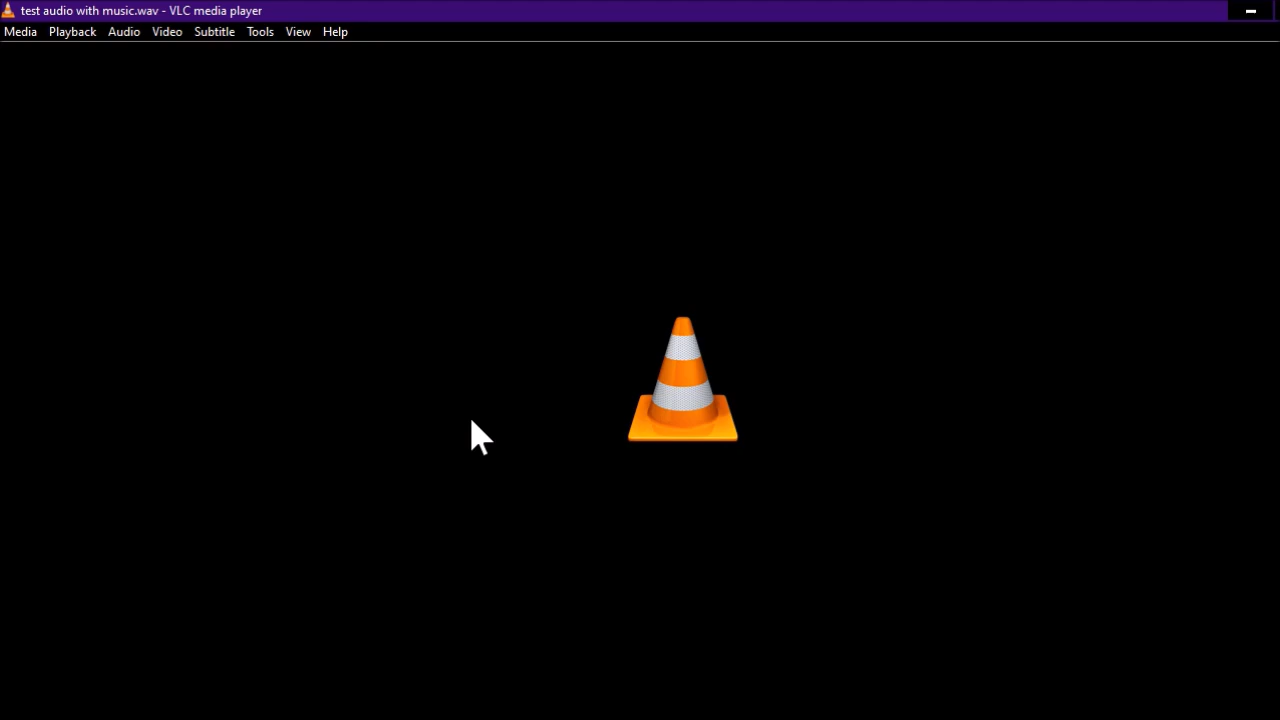 test audio with music.wav - VLC media player
Media Playback Audio Video Subtitle Tools View Help